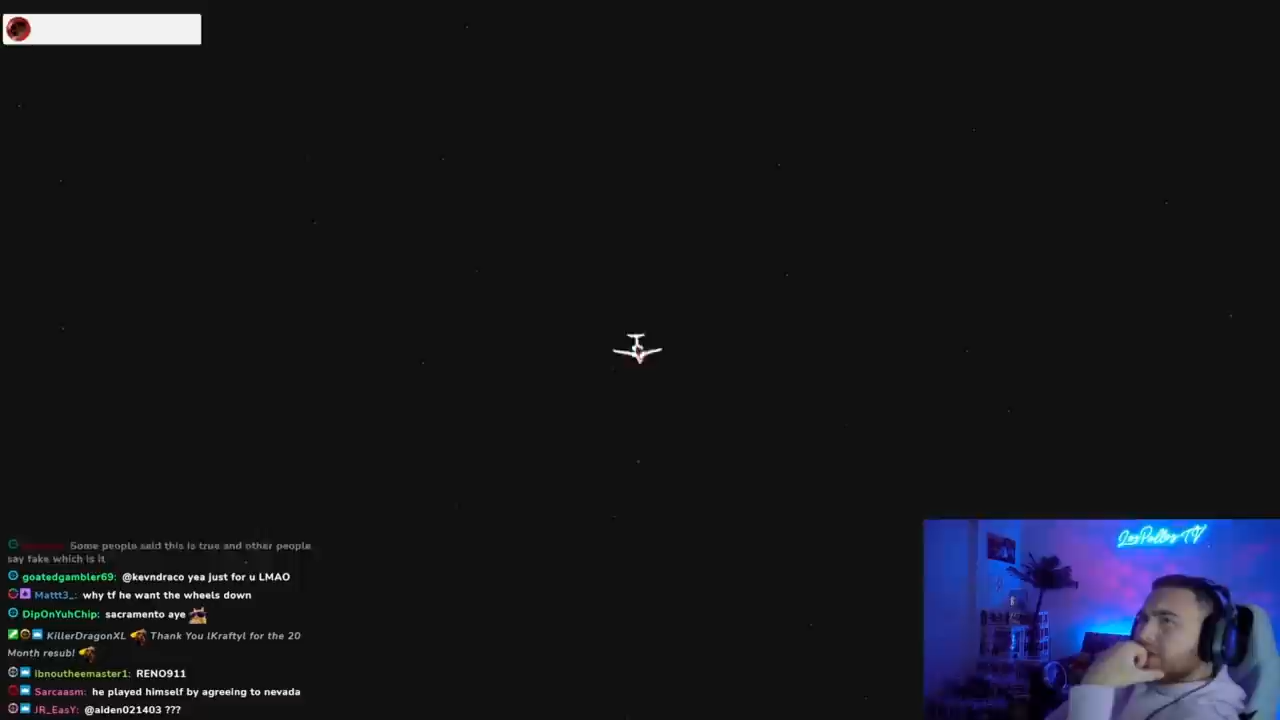 LosPollosTV
Some people said this is true and other people
say fake which is it
goatedgambler69: @kevndraco yea just for u LMAO
Mattt3_: why tf he want the wheels down
DipOnYuhChip: sacramento aye
KillerDragonXL Thank You lKraftyl for the 20
Month resub!
ibnoutheemaster1: RENO911
Sarcaasm: he played himself by agreeing to nevada
JR_EasY: @aiden021403 ???